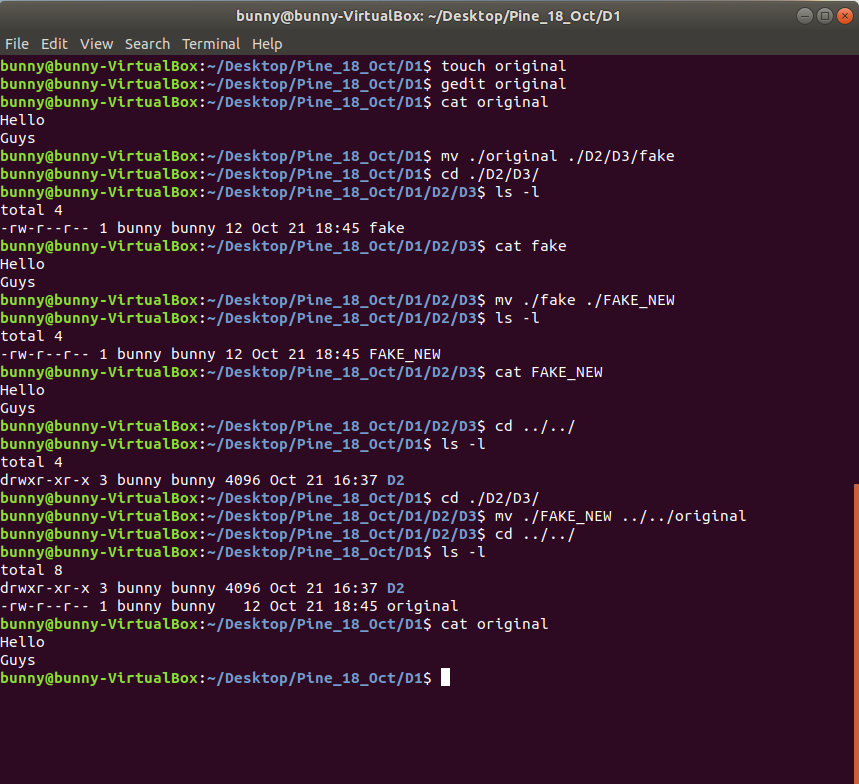 bunny@bunny-VirtualBox: ~/Desktop/Pine_18_Oct/D1
File Edit View Search Terminal Help
bunny@bunny-VirtualBox:~/Desktop/Pine_18_Oct/D1$ touch original
bunny@bunny-VirtualBox:~/Desktop/Pine_18_Oct/D1$ gedit original
bunny@bunny-VirtualBox:~/Desktop/Pine_18_Oct/D1$ cat original
Hello
Guys
bunny@bunny-VirtualBox:~/Desktop/Pine_18_Oct/D1$ mv ./original ./D2/D3/fake
bunny@bunny-VirtualBox:~/Desktop/Pine_18_Oct/D1$ cd ./D2/D3/
bunny@bunny-VirtualBox:~/Desktop/Pine_18_Oct/D1/D2/D3$ ls -l
total 4
-rw-r--r-- 1 bunny bunny 12 Oct 21 18:45 fake
bunny@bunny-VirtualBox:~/Desktop/Pine_18_Oct/D1/D2/D3$ cat fake
Hello
Guys
bunny@bunny-VirtualBox:~/Desktop/Pine_18_Oct/D1/D2/D3$ mv ./fake ./FAKE_NEW
bunny@bunny-VirtualBox:~/Desktop/Pine_18_Oct/D1/D2/D3$ ls -l
total 4
-rw-r--r-- 1 bunny bunny 12 Oct 21 18:45 FAKE_NEW
bunny@bunny-VirtualBox:~/Desktop/Pine_18_Oct/D1/D2/D3$ cat FAKE_NEW
Hello
Guys
bunny@bunny-VirtualBox:~/Desktop/Pine_18_Oct/D1/D2/D3$ cd ../../
bunny@bunny-VirtualBox:~/Desktop/Pine_18_Oct/D1$ ls -l
total 4
drwxr-xr-x 3 bunny bunny 4096 Oct 21 16:37 D2
bunny@bunny-VirtualBox:~/Desktop/Pine_18_Oct/D1$ cd ./D2/D3/
bunny@bunny-VirtualBox:~/Desktop/Pine_18_Oct/D1/D2/D3$ mv ./FAKE_NEW ../../original
bunny@bunny-VirtualBox:~/Desktop/Pine_18_Oct/D1/D2/D3$ cd ../../
bunny@bunny-VirtualBox:~/Desktop/Pine_18_Oct/D1$ ls -l
total 8
drwxr-xr-x 3 bunny bunny 4096 Oct 21 16:37 D2
-rw-r--r-- 1 bunny bunny   12 Oct 21 18:45 original
bunny@bunny-VirtualBox:~/Desktop/Pine_18_Oct/D1$ cat original
Hello
Guys
bunny@bunny-VirtualBox:~/Desktop/Pine_18_Oct/D1$